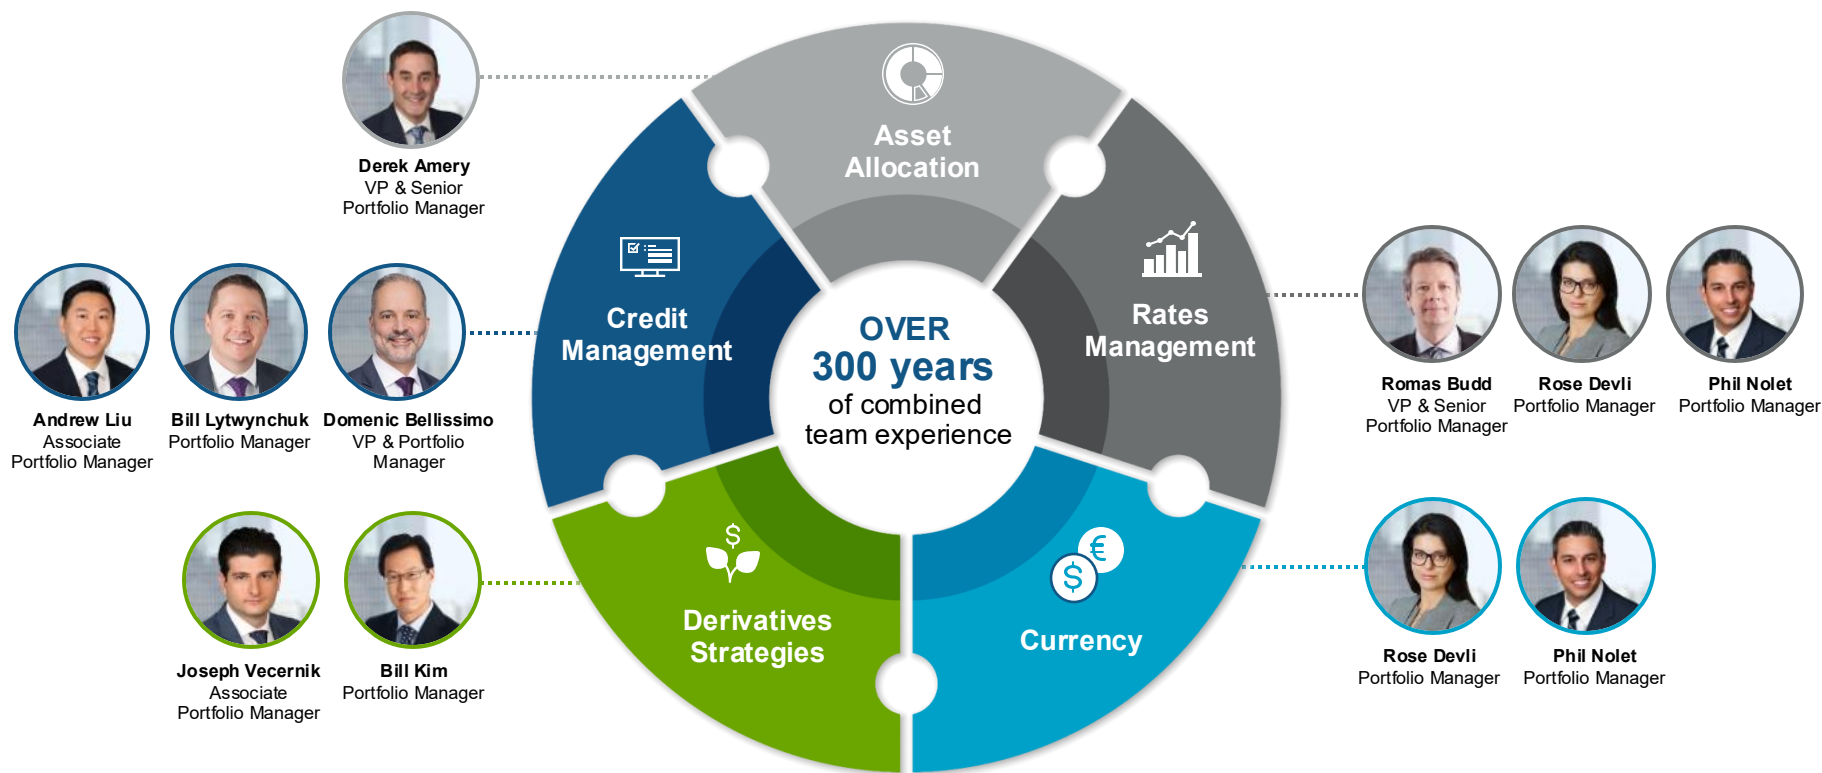 Asset
Allocation
Derek Amery
VP & Senior
Portfolio Manager
Credit
Management
Andrew Liu
Associate
Portfolio Manager
Bill Lytwynchuk
Portfolio Manager
Domenic Bellissimo
VP & Portfolio
Manager
OVER
300 years
of combined
team experience
Rates
Management
Romas Budd
VP & Senior
Portfolio Manager
Rose Devli
Portfolio Manager
Phil Nolet
Portfolio Manager
$
Derivatives
Strategies
Joseph Vecernik
Associate
Portfolio Manager
Bill Kim
Portfolio Manager
€
$
Currency
Rose Devli
Portfolio Manager
Phil Nolet
Portfolio Manager